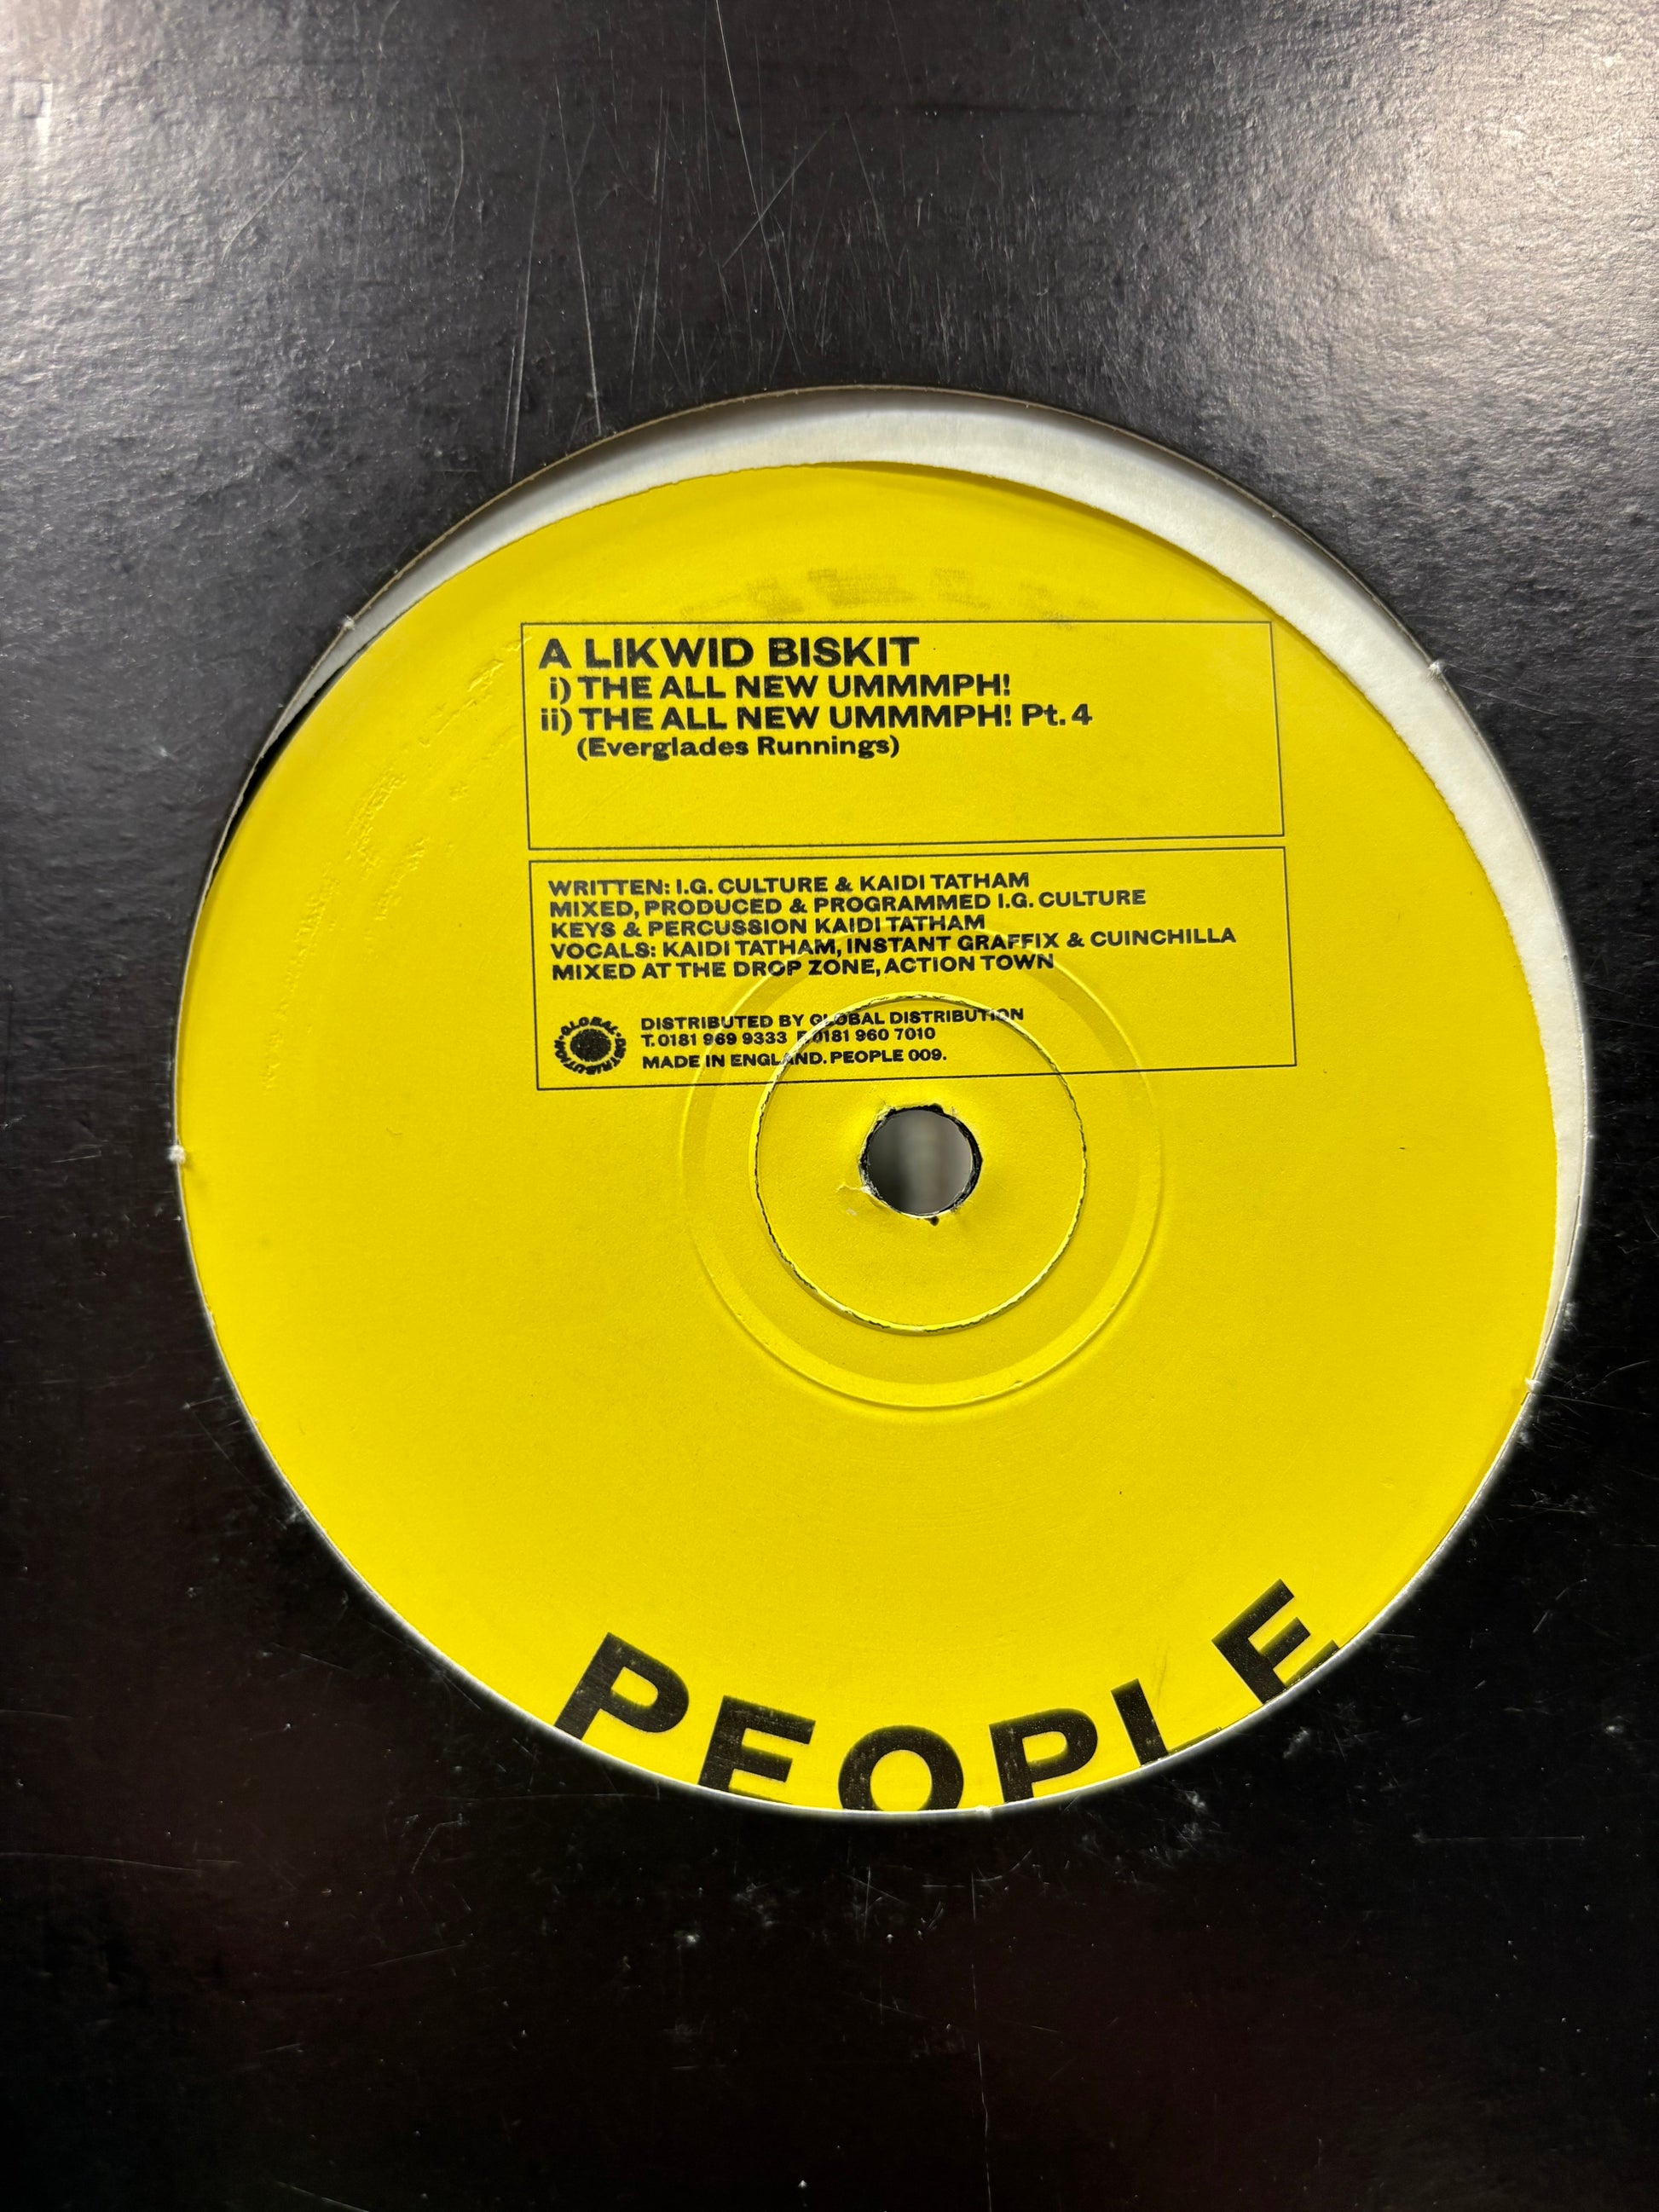 A LIKWID BISKIT
i) THE ALL NEW UMMMPH!
ii) THE ALL NEW UMMMPH! Pt. 4
(Everglades Runnings)
WRITTEN: I.G. CULTURE & KAIDI TATHAM
MIXED, PRODUCED & PROGRAMMED I.G. CULTURE
KEYS & PERCUSSION KAIDI TATHAM
VOCALS: KAIDI TATHAM, INSTANT GRAFFIX & CUINCHILLA
MIXED AT THE DROP ZONE, ACTION TOWN
GLOBAL • DISTRIBUTION •
DISTRIBUTED BY GLOBAL DISTRIBUTION
T. 0181 969 9333 F. 0181 960 7010
MADE IN ENGLAND. PEOPLE 009.
PEOPLE